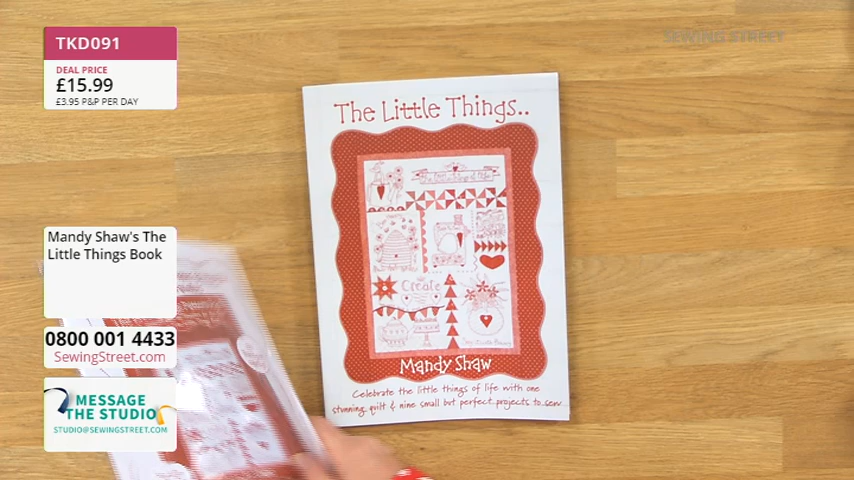 TKD091
DEAL PRICE
£15.99
£3.95 P&P PER DAY
SEWING STREET
The Little Things..
Create
Mandy Shaw
Celebrate the little things of life with one
stunning quilt & nine small but perfect projects to sew
Mandy Shaw's The
Little Things Book
0800 001 4433
SewingStreet.com
MESSAGE
THE STUDIO
STUDIO@SEWINGSTREET.COM